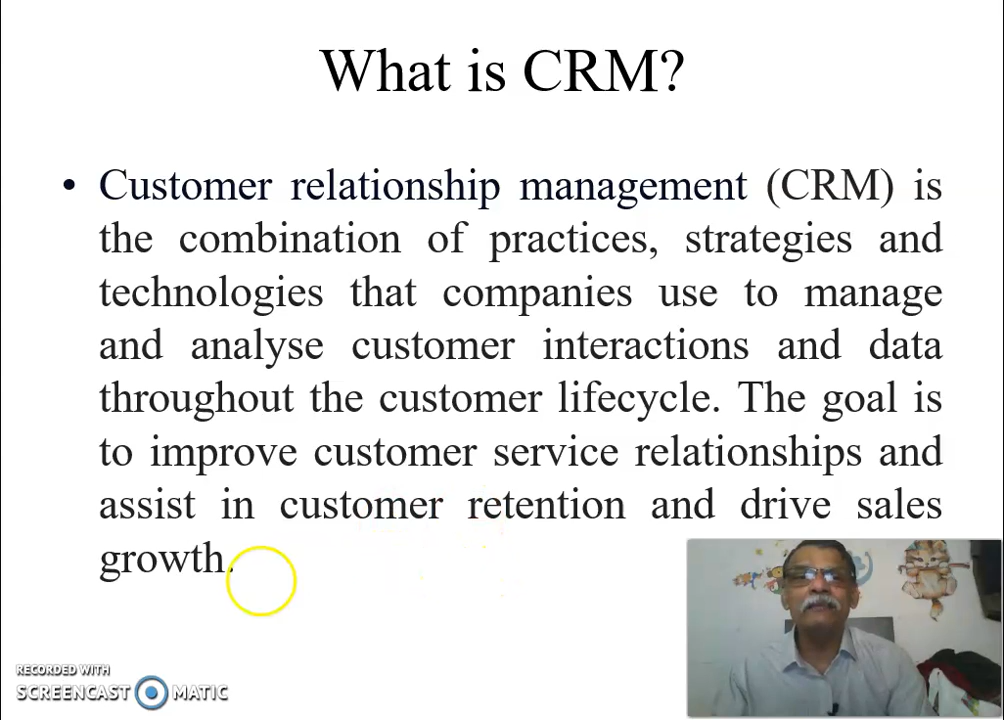 What is CRM?
• Customer relationship management (CRM) is
the combination of practices, strategies and
technologies that companies use to manage
and analyse customer interactions and data
throughout the customer lifecycle. The goal is
to improve customer service relationships and
assist in customer retention and drive sales
growth.
RECORDED WITH
SCREENCAST MATIC